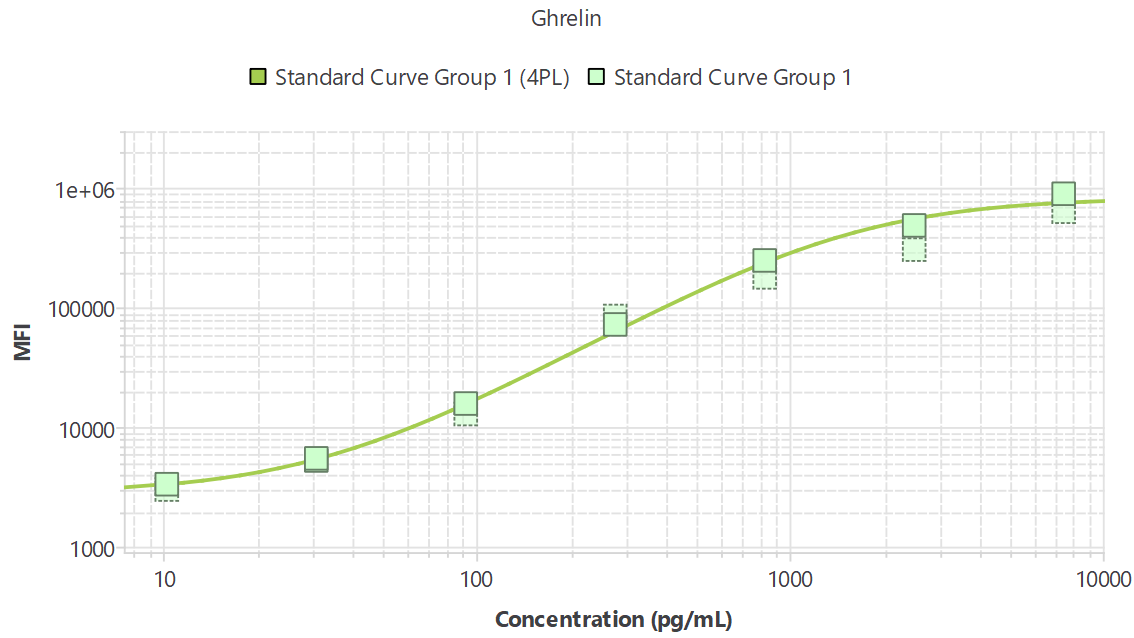 Ghrelin
Standard Curve Group 1 (4PL) Standard Curve Group 1
1e+06
100000
10000
1000
MFI
10 100 1000 10000
Concentration (pg/mL)